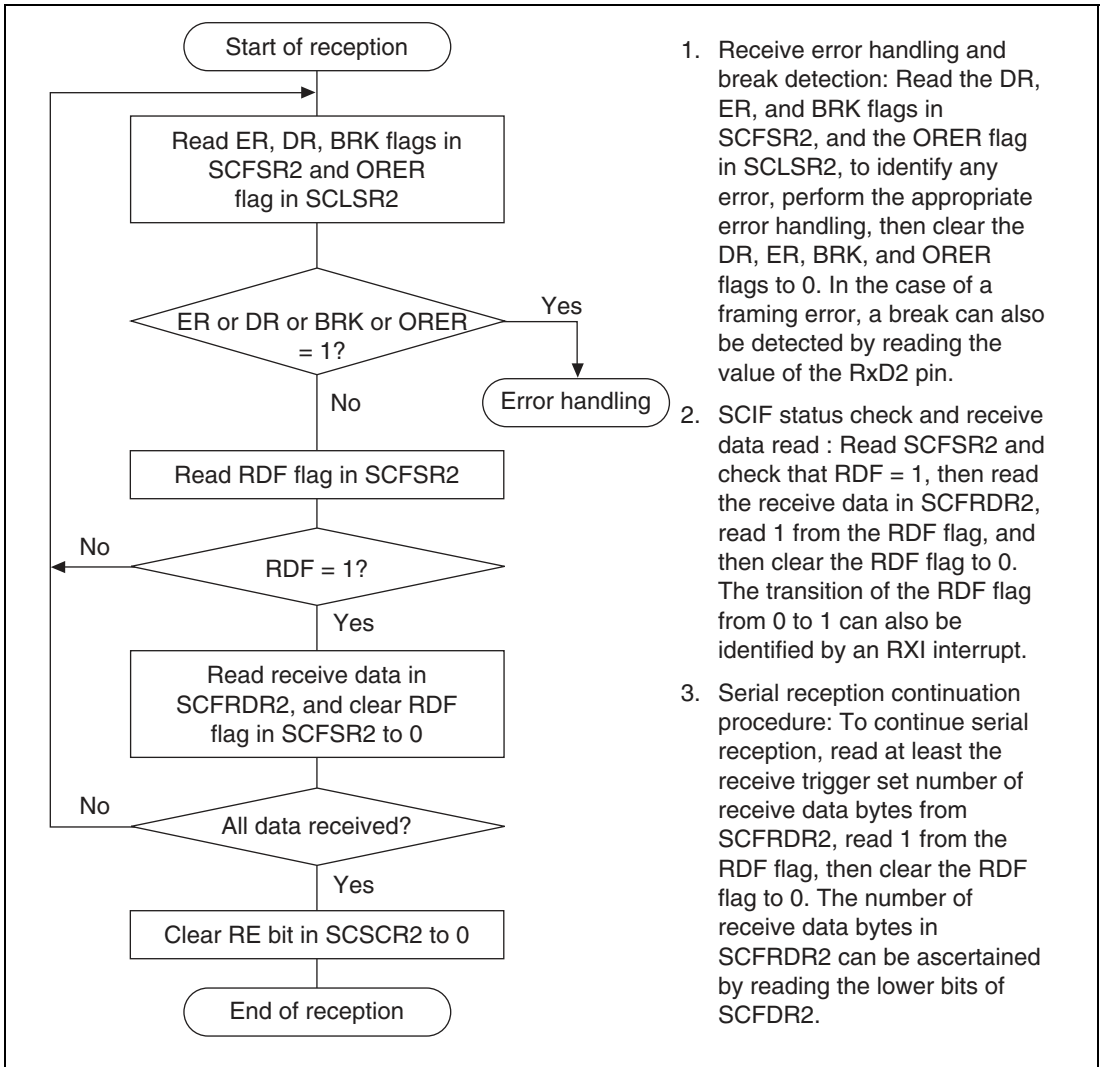 Start of reception
Read ER, DR, BRK flags in
SCFSR2 and ORER
flag in SCLSR2
ER or DR or BRK or ORER
= 1?
Yes
Error handling
No
Read RDF flag in SCFSR2
No
RDF = 1?
Yes
Read receive data in
SCFRDR2, and clear RDF
flag in SCFSR2 to 0
No
All data received?
Yes
Clear RE bit in SCSCR2 to 0
End of reception
1. Receive error handling and
break detection: Read the DR,
ER, and BRK flags in
SCFSR2, and the ORER flag
in SCLSR2, to identify any
error, perform the appropriate
error handling, then clear the
DR, ER, BRK, and ORER
flags to 0. In the case of a
framing error, a break can also
be detected by reading the
value of the RxD2 pin.
2. SCIF status check and receive
data read : Read SCFSR2 and
check that RDF = 1, then read
the receive data in SCFRDR2,
read 1 from the RDF flag, and
then clear the RDF flag to 0.
The transition of the RDF flag
from 0 to 1 can also be
identified by an RXI interrupt.
3. Serial reception continuation
procedure: To continue serial
reception, read at least the
receive trigger set number of
receive data bytes from
SCFRDR2, read 1 from the
RDF flag, then clear the RDF
flag to 0. The number of
receive data bytes in
SCFRDR2 can be ascertained
by reading the lower bits of
SCFDR2.